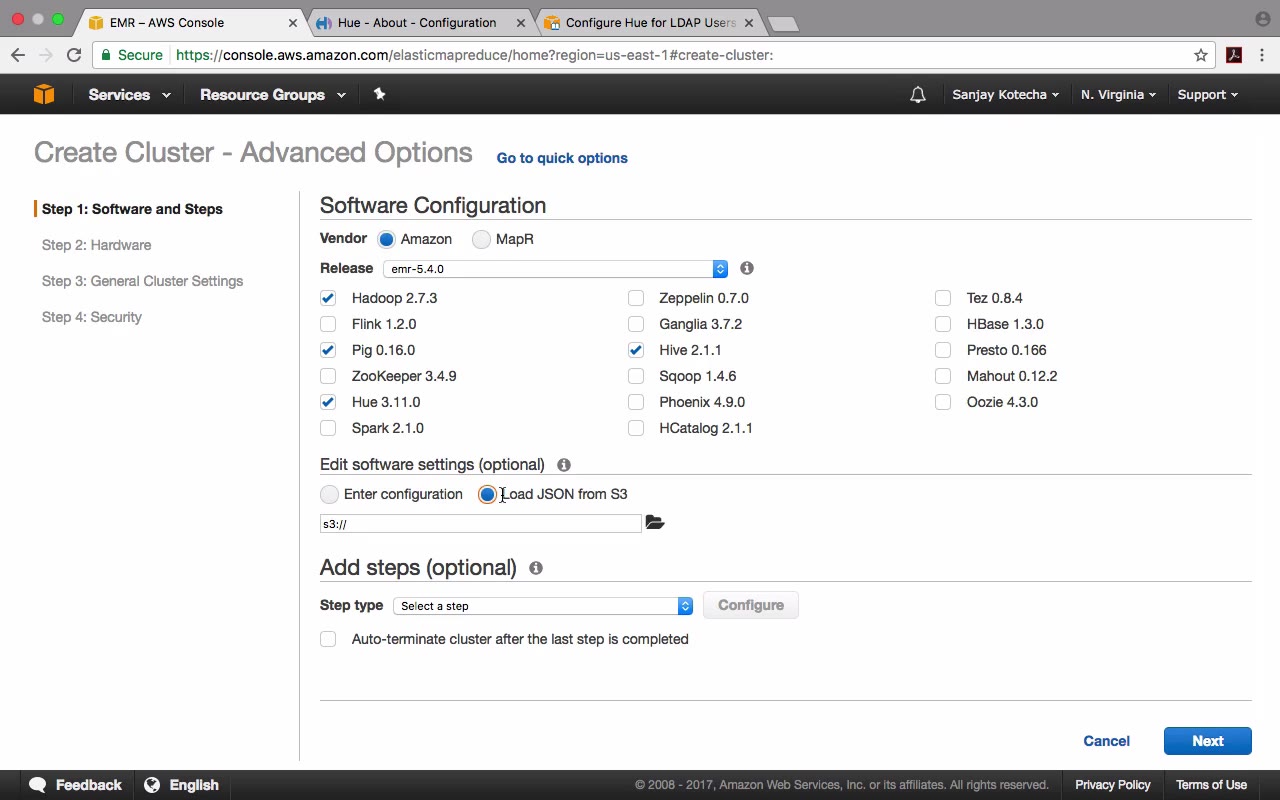 EMR – AWS Console
Hue - About - Configuration
Configure Hue for LDAP Users
Secure
https://console.aws.amazon.com/elasticmapreduce/home?region=us-east-1#create-cluster:
Services
Resource Groups
Sanjay Kotecha
N. Virginia
Support
Create Cluster - Advanced Options
Go to quick options
Step 1: Software and Steps
Step 2: Hardware
Step 3: General Cluster Settings
Step 4: Security
Software Configuration
Vendor Amazon MapR
Release emr-5.4.0
Hadoop 2.7.3 Zeppelin 0.7.0 Tez 0.8.4
Flink 1.2.0 Ganglia 3.7.2 HBase 1.3.0
Pig 0.16.0 Hive 2.1.1 Presto 0.166
ZooKeeper 3.4.9 Sqoop 1.4.6 Mahout 0.12.2
Hue 3.11.0 Phoenix 4.9.0 Oozie 4.3.0
Spark 2.1.0 HCatalog 2.1.1
Edit software settings (optional)
Enter configuration Load JSON from S3
s3://
Add steps (optional)
Step type Select a step Configure
Auto-terminate cluster after the last step is completed
Cancel Next
Feedback English © 2008 - 2017, Amazon Web Services, Inc. or its affiliates. All rights reserved. Privacy Policy Terms of Use